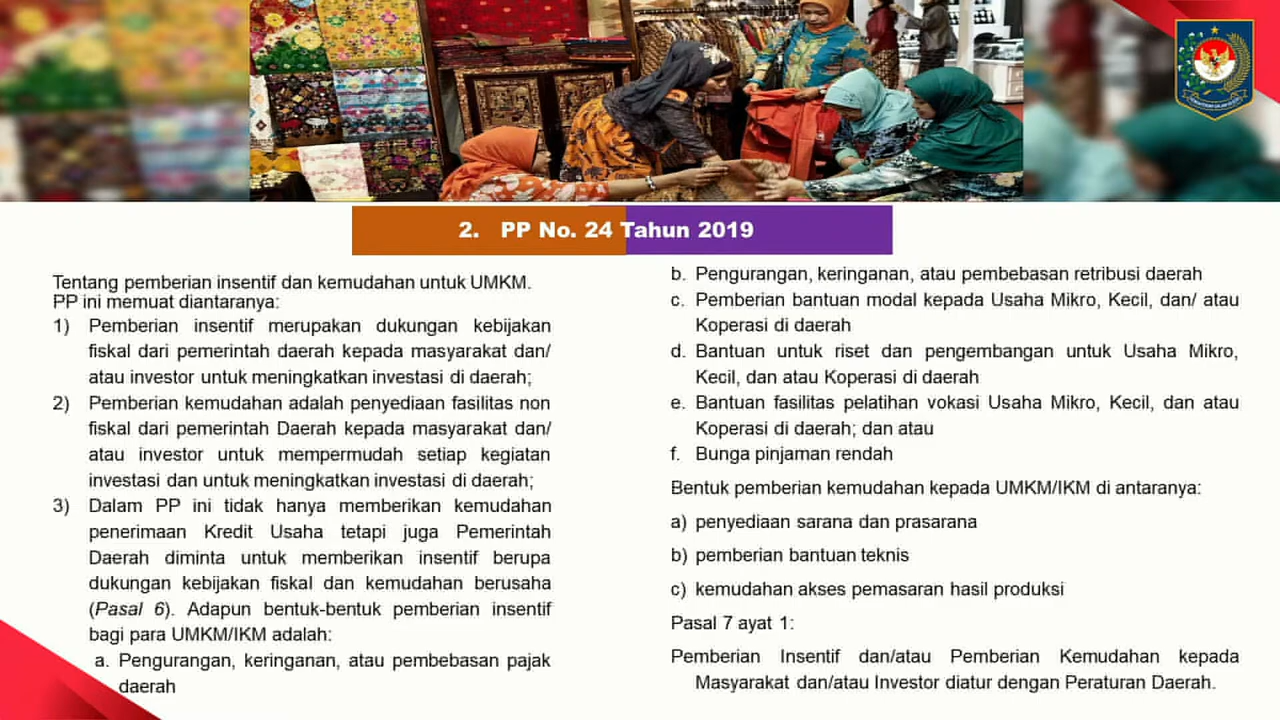 2. PP No. 24 Tahun 2019
Tentang pemberian insentif dan kemudahan untuk UMKM.
PP ini memuat diantaranya:
1) Pemberian insentif merupakan dukungan kebijakan
fiskal dari pemerintah daerah kepada masyarakat dan/
atau investor untuk meningkatkan investasi di daerah;
2) Pemberian kemudahan adalah penyediaan fasilitas non
fiskal dari pemerintah Daerah kepada masyarakat dan/
atau investor untuk mempermudah setiap kegiatan
investasi dan untuk meningkatkan investasi di daerah;
3) Dalam PP ini tidak hanya memberikan kemudahan
penerimaan Kredit Usaha tetapi juga Pemerintah
Daerah diminta untuk memberikan insentif berupa
dukungan kebijakan fiskal dan kemudahan berusaha
(Pasal 6). Adapun bentuk-bentuk pemberian insentif
bagi para UMKM/IKM adalah:
a. Pengurangan, keringanan, atau pembebasan pajak
daerah
b. Pengurangan, keringanan, atau pembebasan retribusi daerah
c. Pemberian bantuan modal kepada Usaha Mikro, Kecil, dan/ atau
Koperasi di daerah
d. Bantuan untuk riset dan pengembangan untuk Usaha Mikro,
Kecil, dan atau Koperasi di daerah
e. Bantuan fasilitas pelatihan vokasi Usaha Mikro, Kecil, dan atau
Koperasi di daerah; dan atau
f. Bunga pinjaman rendah
Bentuk pemberian kemudahan kepada UMKM/IKM di antaranya:
a) penyediaan sarana dan prasarana
b) pemberian bantuan teknis
c) kemudahan akses pemasaran hasil produksi
Pasal 7 ayat 1:
Pemberian Insentif dan/atau Pemberian Kemudahan kepada
Masyarakat dan/atau Investor diatur dengan Peraturan Daerah.